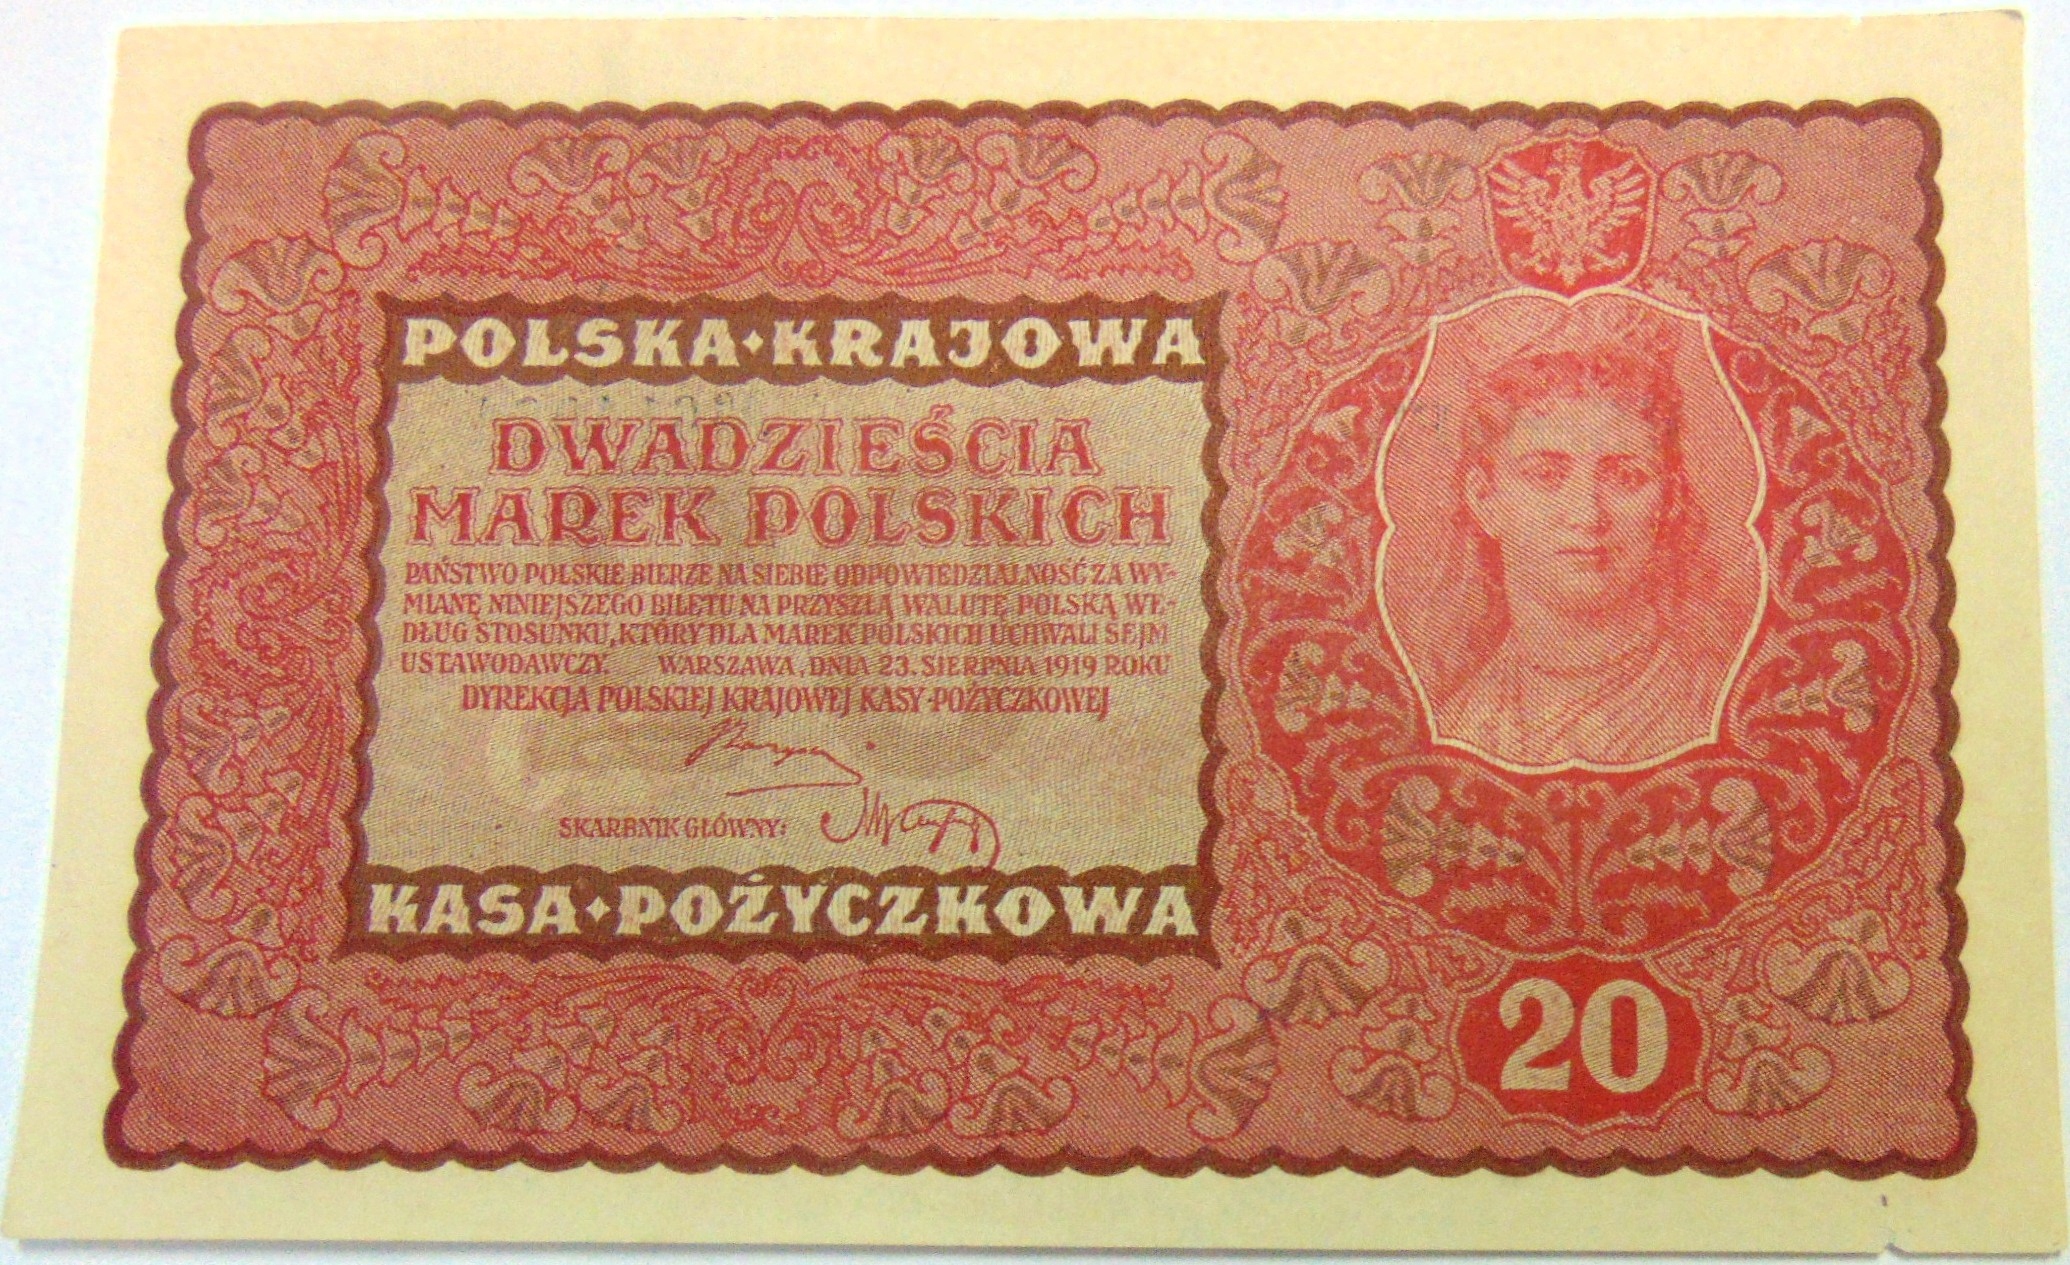 POLSKA · KRAJOWA
DWADZIEŚCIA
MAREK POLSKICH
PAŃSTWO POLSKIE BIERZE NA SIEBIE ODPOWIEDZIALNOŚĆ ZA WY-
MIANĘ NINIEJSZEGO BILETU NA PRZYSZŁĄ WALUTĘ POLSKĄ WE-
DŁUG STOSUNKU, KTÓRY DLA MAREK POLSKICH UCHWALI SEJM
USTAWODAWCZY. WARSZAWA, DNIA 23. SIERPNIA 1919 ROKU
DYREKCJA POLSKIEJ KRAJOWEJ KASY POŻYCZKOWEJ
SKARBNIK GŁÓWNY:
KASA · POŻYCZKOWA
20